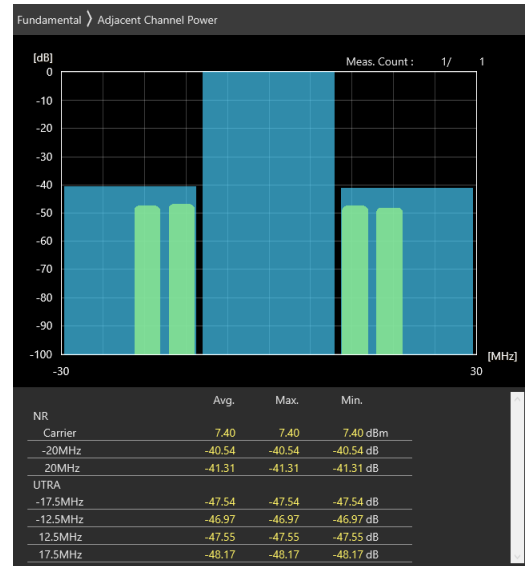 Fundamental 〉 Adjacent Channel Power
[dB]
Meas. Count : 1/ 1
0
-10
-20
-30
-40
-50
-60
-70
-80
-90
-100
[MHz]
-30 30
Avg. Max. Min.
NR
Carrier 7.40 7.40 7.40 dBm
-20MHz -40.54 -40.54 -40.54 dB
20MHz -41.31 -41.31 -41.31 dB
UTRA
-17.5MHz -47.54 -47.54 -47.54 dB
-12.5MHz -46.97 -46.97 -46.97 dB
12.5MHz -47.55 -47.55 -47.55 dB
17.5MHz -48.17 -48.17 -48.17 dB